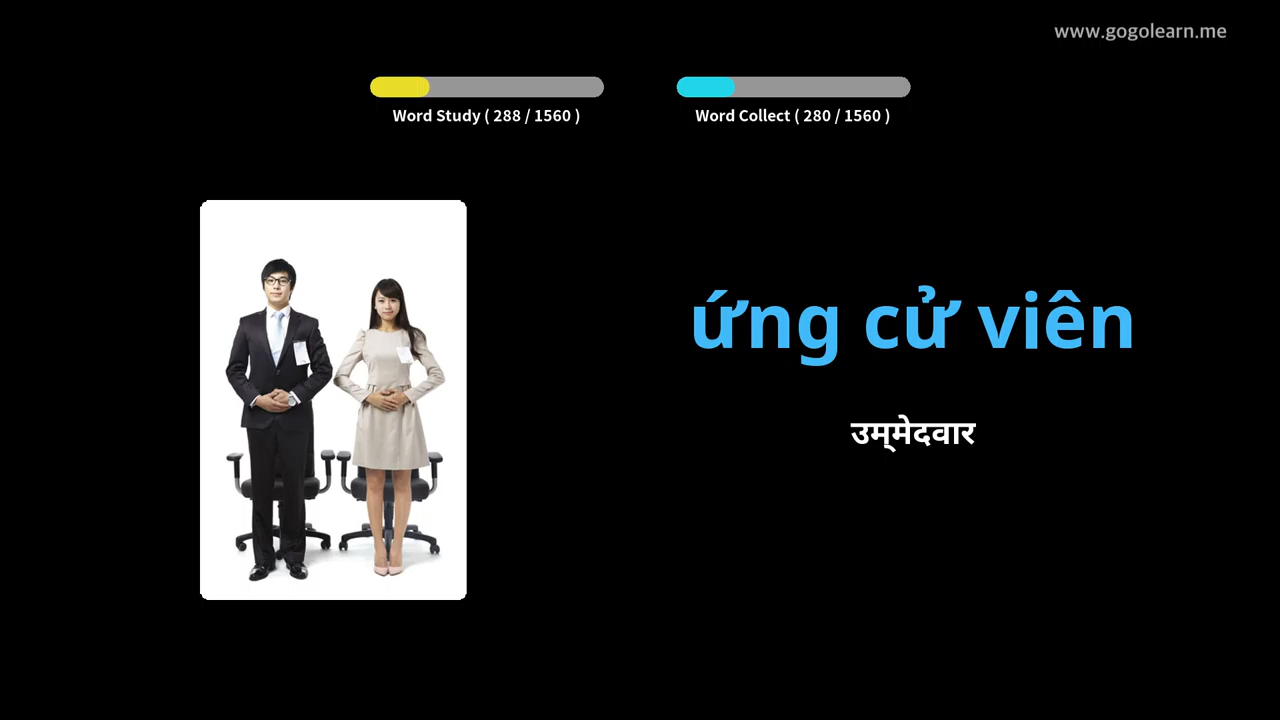 www.gogolearn.me
Word Study ( 288 / 1560 )
Word Collect ( 280 / 1560 )
ứng cử viên
उम्मेदवार